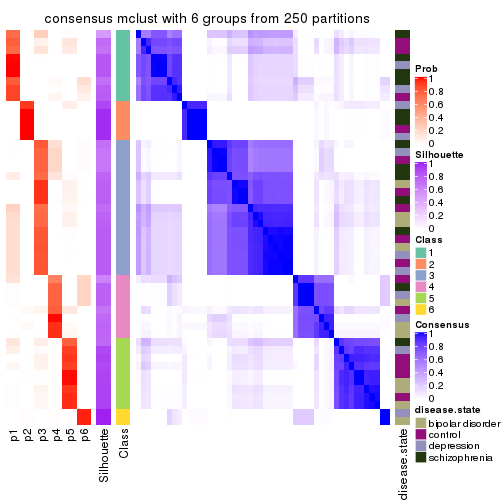 consensus mclust with 6 groups from 250 partitions
p1
p2
p3
p4
p5
p6
Silhouette
Class
disease.state
Prob
1
0.8
0.6
0.4
0.2
0
Silhouette
1
0.8
0.6
0.4
0.2
0
Class
1
2
3
4
5
6
Consensus
1
0.8
0.6
0.4
0.2
0
disease.state
bipolar disorder
control
depression
schizophrenia